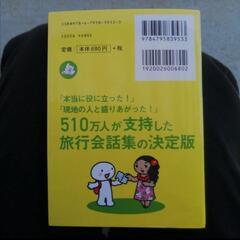 9784795839533
1920026006802
定価 本体680円 +税
「本当に役に立った！」
「現地の人と盛りあがった！」
510万人が支持した
旅行会話集の決定版